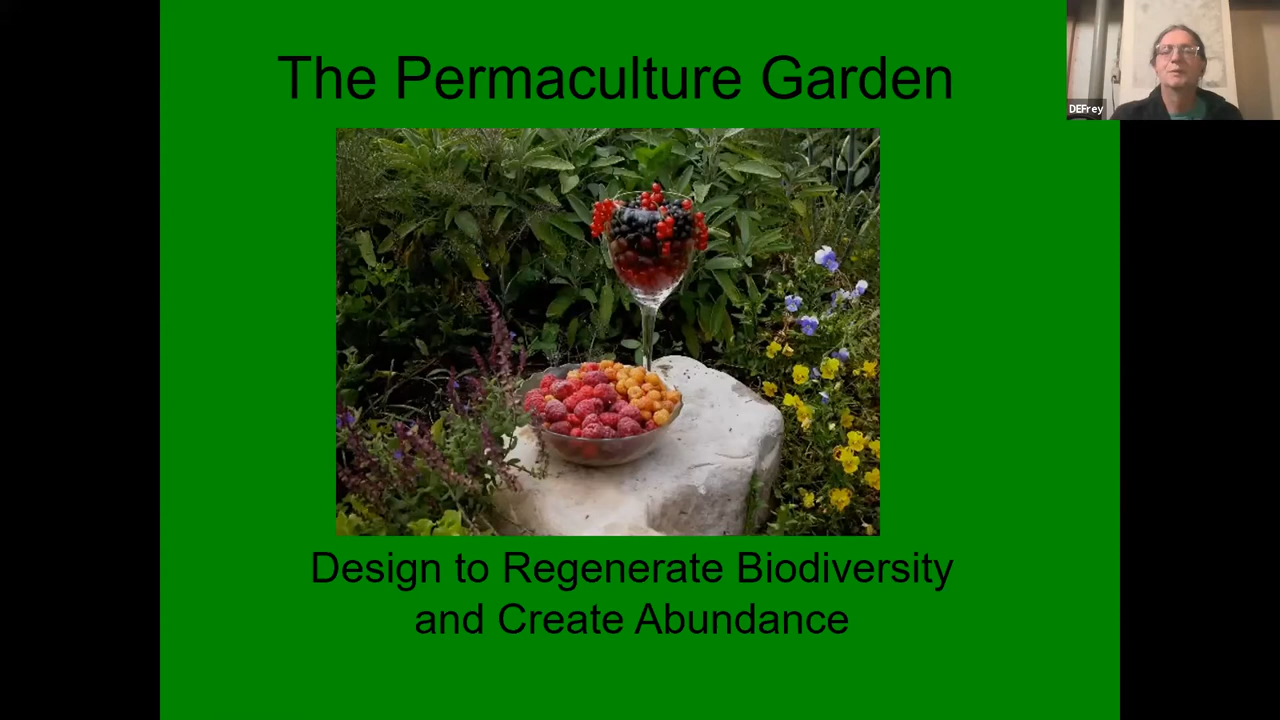 The Permaculture Garden
DEFrey
Design to Regenerate Biodiversity
and Create Abundance